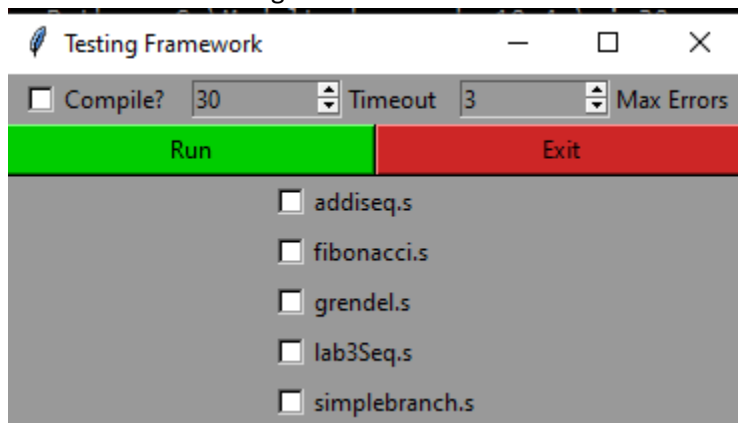 Testing Framework
Compile? 30 Timeout 3 Max Errors
Run Exit
addiseq.s
fibonacci.s
grendel.s
lab3Seq.s
simplebranch.s